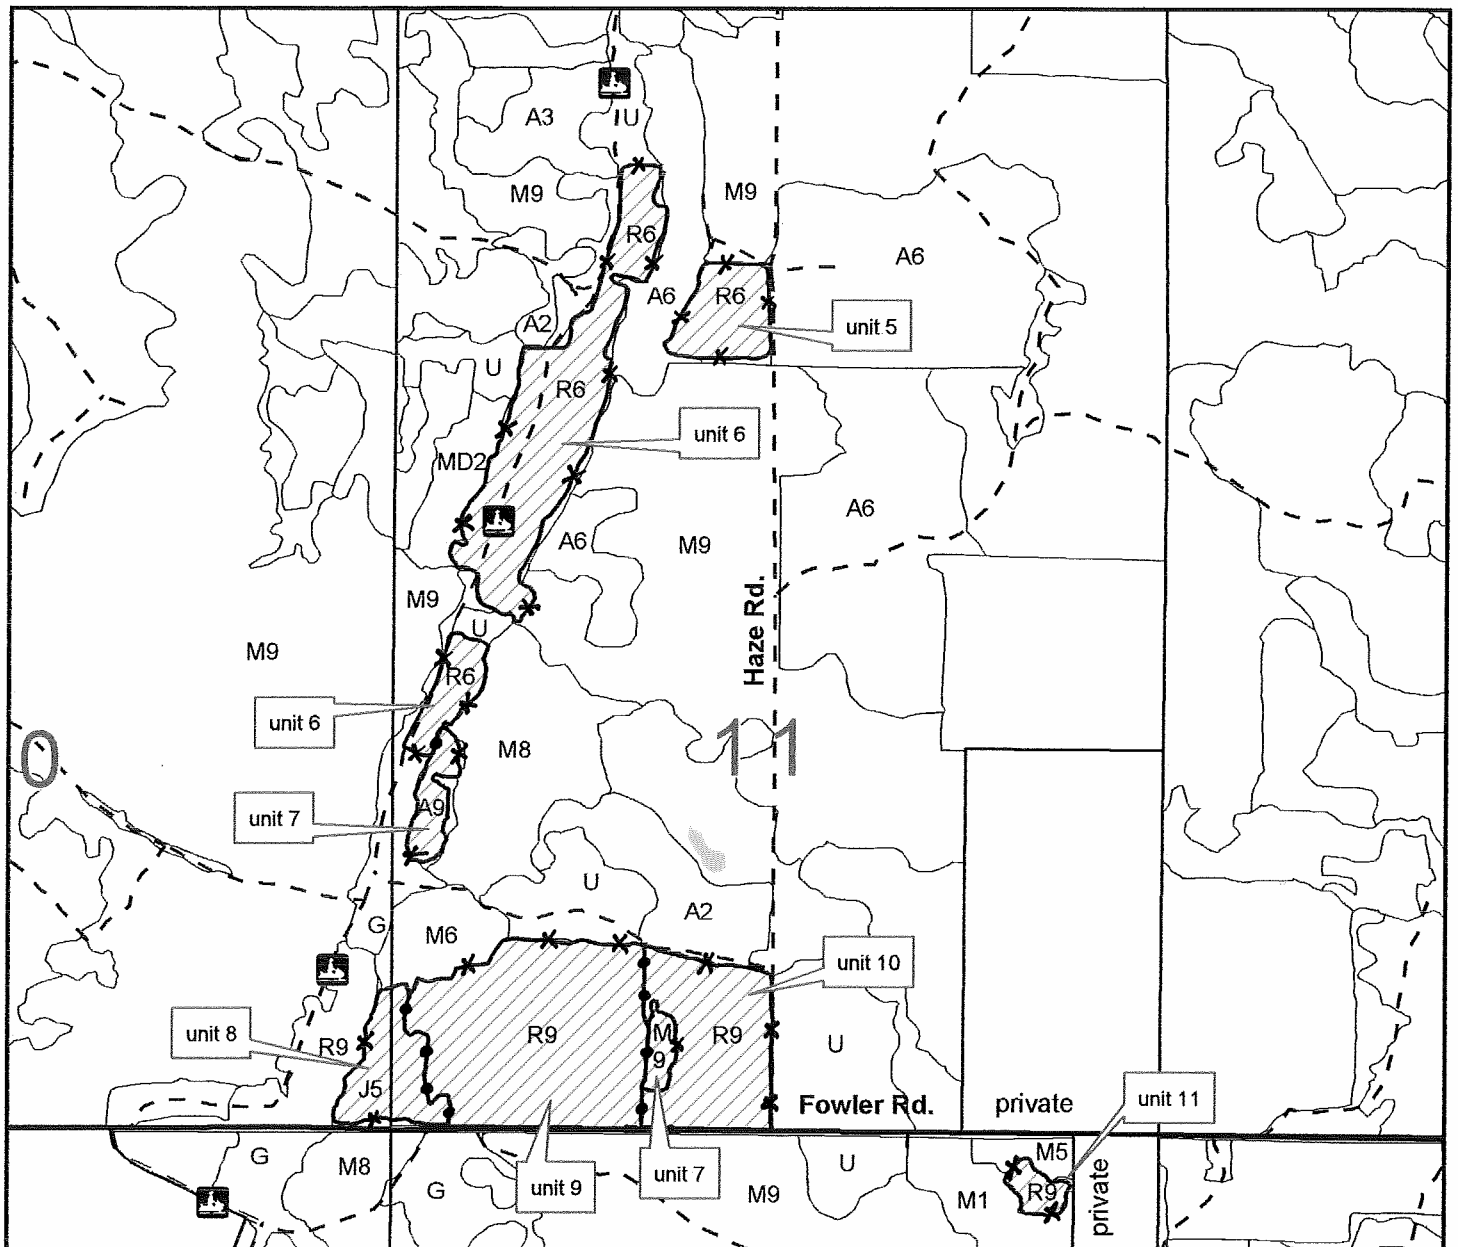 A3
U
M9
M9
R6
A6
A6
R6
unit 5
A2
U
R6
unit 6
MD2
A6
A6
M9
M9
Haze Rd.
U
M9
R6
unit 6
11
0
M8
unit 7
A9
U
A2
G
M6
unit 10
unit 8
R9
R9
M
9
R9
U
J5
Fowler Rd.
private
unit 11
G
M8
G
unit 9
unit 7
M9
U
M1
M5
R9
private